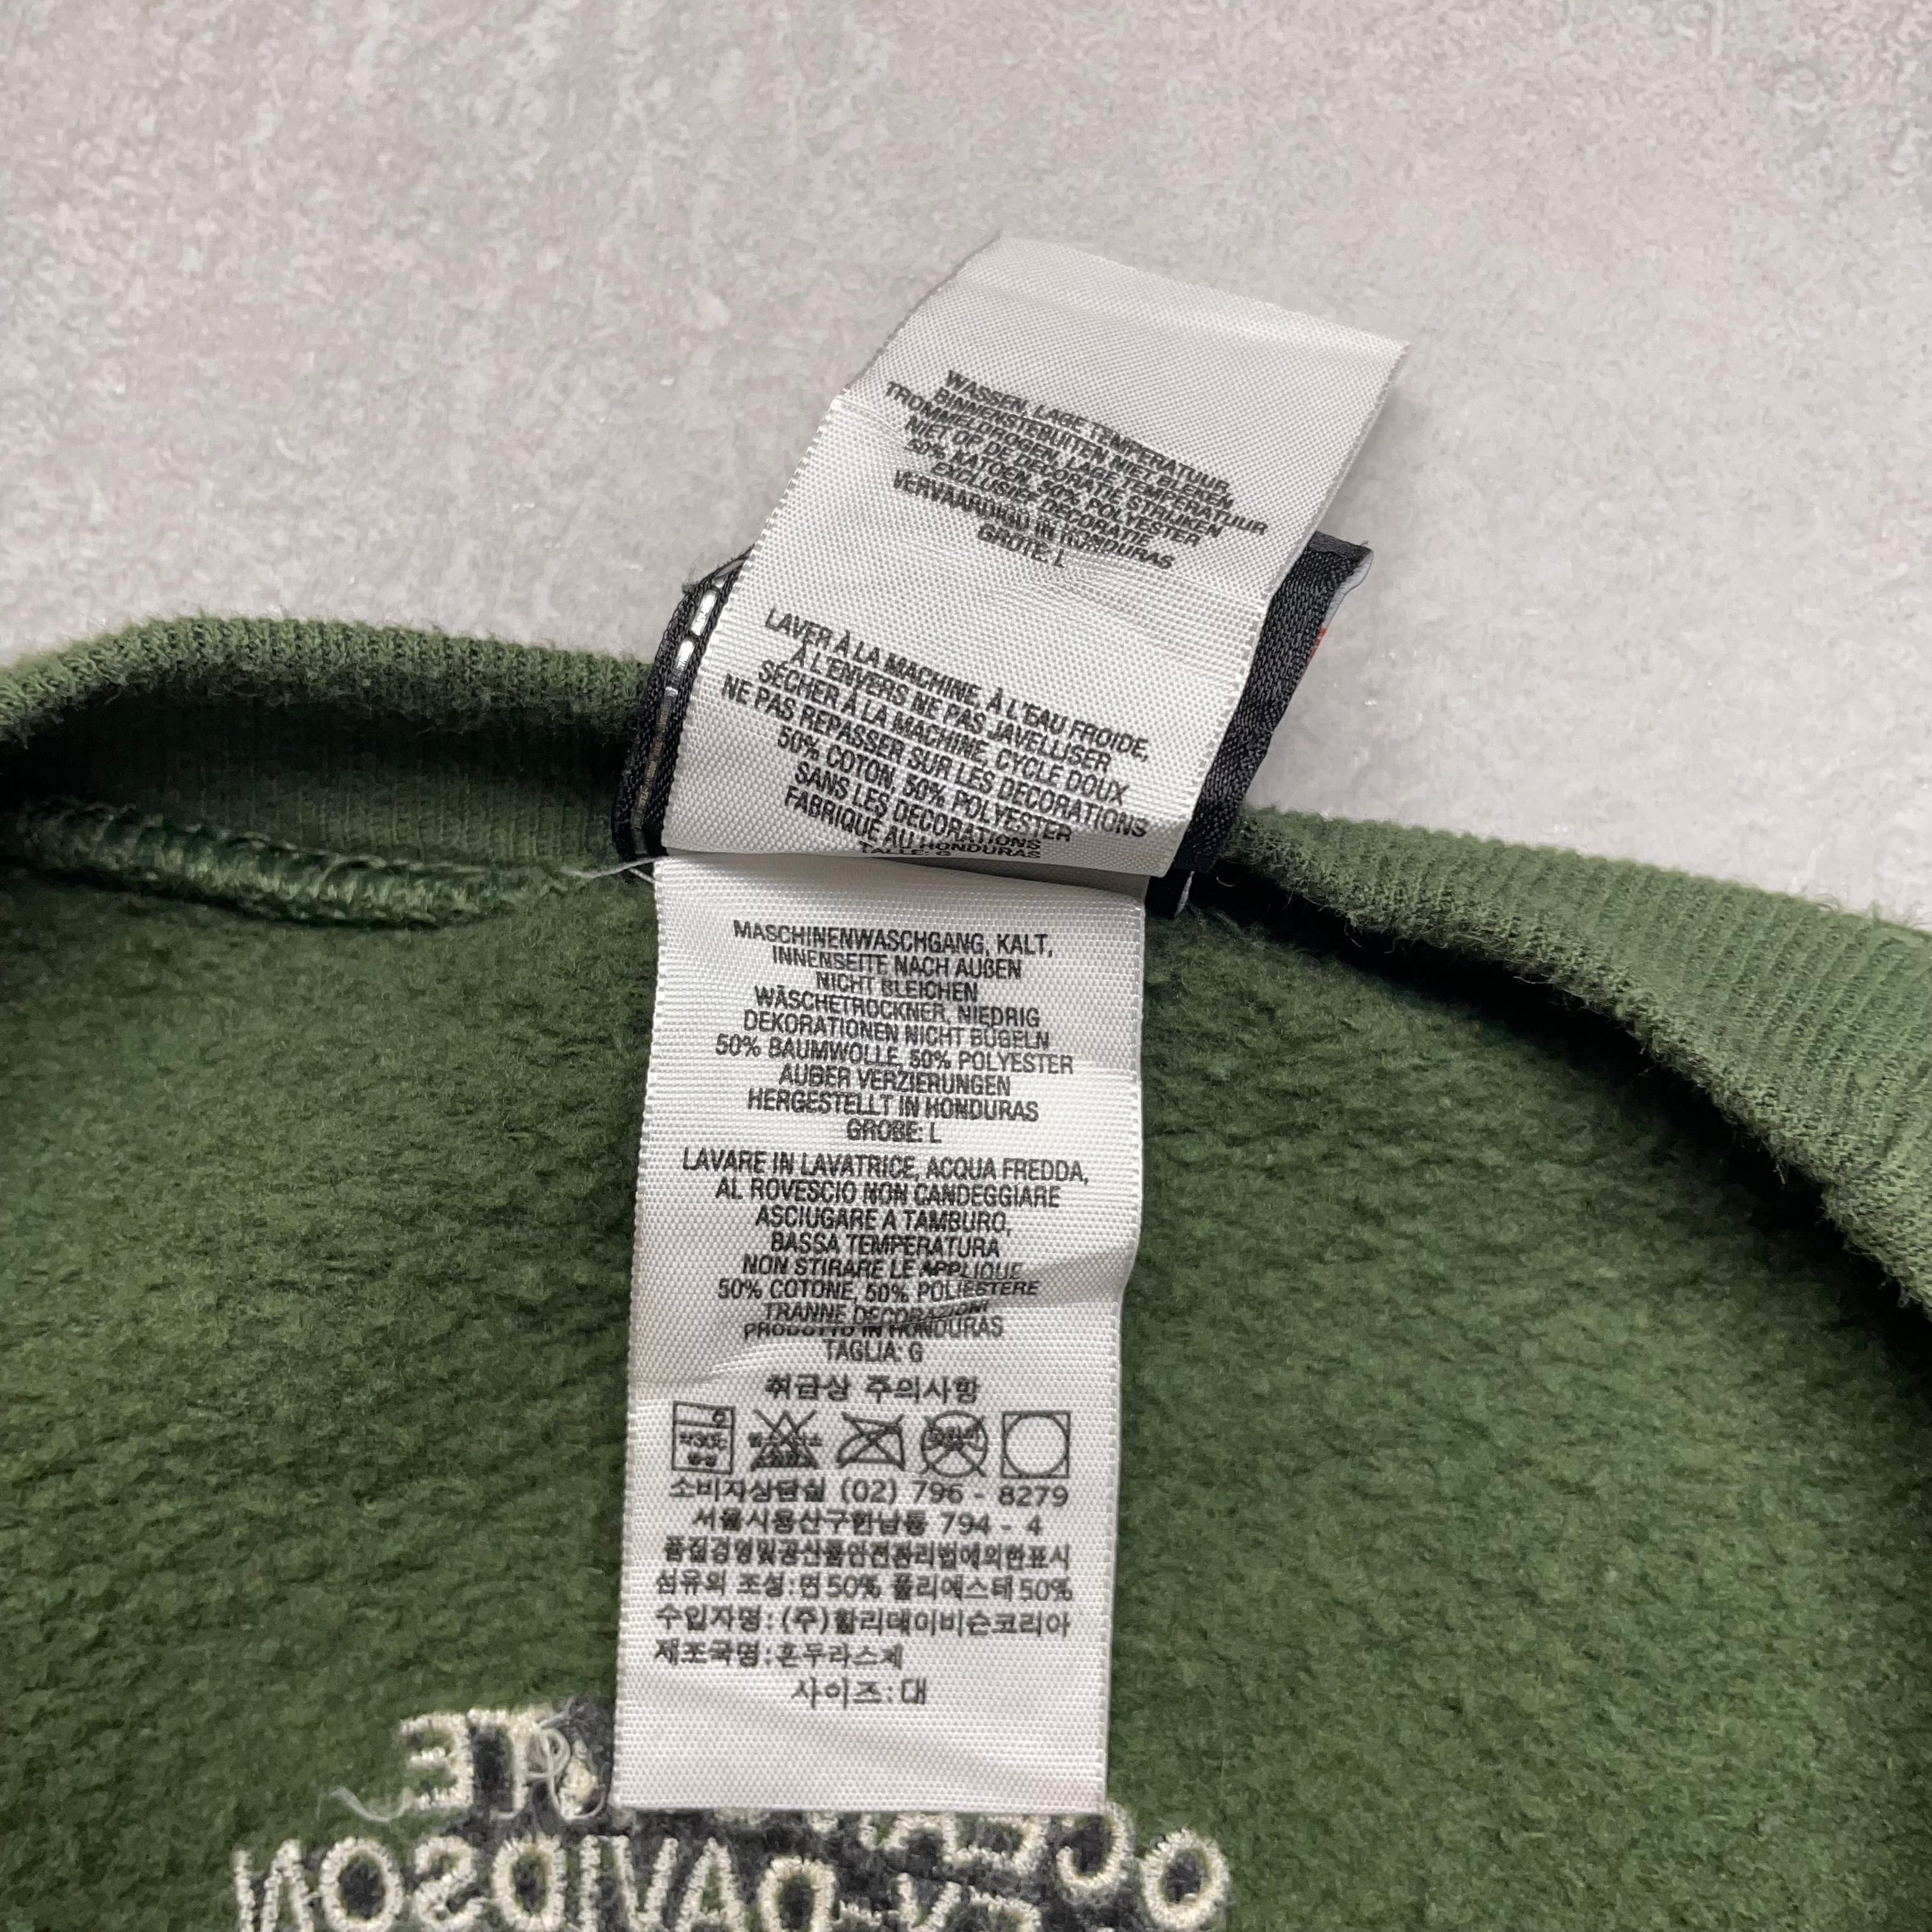 WASSEN, LAGE TEMPERATUUR,
BINNENSTEBUITEN NIET BLEKEN
TROMMELDROGEN, LAGE TEMPERATUUR
NIET OP DE DECORATIE STRIJKEN
50% KATOEN, 50% POLYESTER
EXCLUSIEF DECORATIE
VERVAARDIGD IN HONDURAS
GROTE: L
LAVER À LA MACHINE, À L'EAU FROIDE,
À L'ENVERS NE PAS JAVELLISER
SÉCHER À LA MACHINE, CYCLE DOUX
NE PAS REPASSER SUR LES DECORATIONS
50% COTON, 50% POLYESTER
SANS LES DECORATIONS
FABRIQUE AU HONDURAS
TALLE: G
MASCHINENWASCHGANG, KALT,
INNENSEITE NACH AUßEN
NICHT BLEICHEN
WÄSCHETROCKNER, NIEDRIG
DEKORATIONEN NICHT BÜGELN
50% BAUMWOLLE, 50% POLYESTER
AUßER VERZIERUNGEN
HERGESTELLT IN HONDURAS
GROBE: L
LAVARE IN LAVATRICE, ACQUA FREDDA,
AL ROVESCIO NON CANDEGGIARE
ASCIUGARE A TAMBURO,
BASSA TEMPERATURA
NON STIRARE LE APPLIQUE
50% COTONE, 50% POLIESTERE
TRANNE DECORAZIONI
PRODOTTO IN HONDURAS
TAGLIA: G
취급상 주의사항
소비자상담실 (02) 796 - 8279
서울시용산구한남동 794 - 4
품질경영및공산품안전관리법에의한표시
섬유의 조성:면50% 폴리에스테50%
수입자명:(주)할리데이비슨코리아
제조국명:혼두라스제
사이즈:대
DAVIDSON